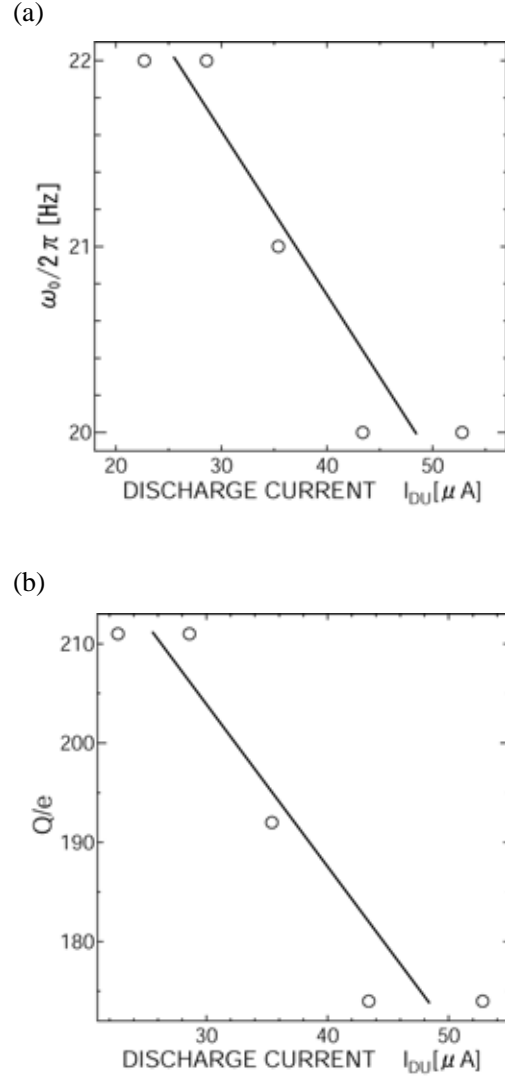 (a)
22
21
20
ω₀/2π [Hz]
20 30 40 50
DISCHARGE CURRENT I_DU[μA]
(b)
210
200
190
180
Q/e
30 40 50
DISCHARGE CURRENT I_DU[μA]